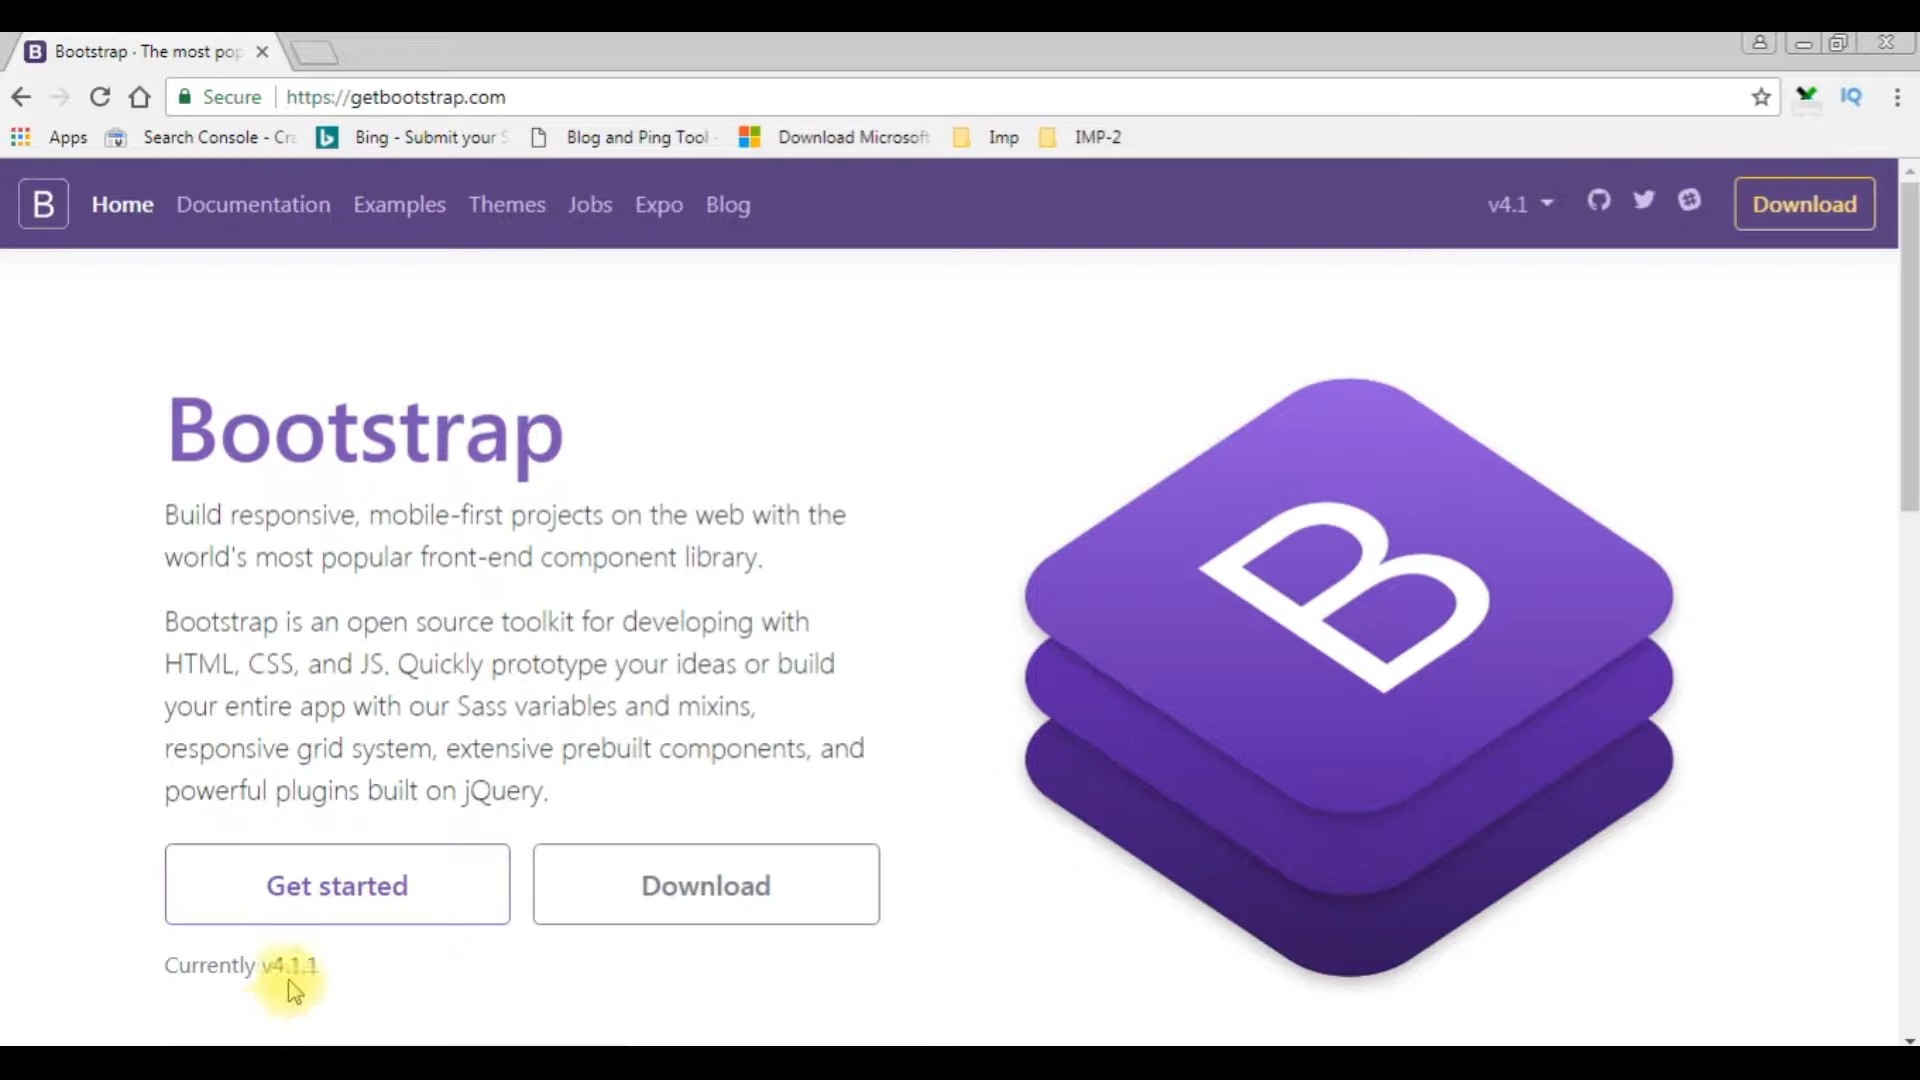 Bootstrap · The most pop
Secure https://getbootstrap.com
Apps Search Console - Cra Bing - Submit your S Blog and Ping Tool - Download Microsoft Imp IMP-2
B Home Documentation Examples Themes Jobs Expo Blog v4.1 Download
Bootstrap
Build responsive, mobile-first projects on the web with the
world's most popular front-end component library.
Bootstrap is an open source toolkit for developing with
HTML, CSS, and JS. Quickly prototype your ideas or build
your entire app with our Sass variables and mixins,
responsive grid system, extensive prebuilt components, and
powerful plugins built on jQuery.
Get started Download
Currently v4.1.1
B
IQ